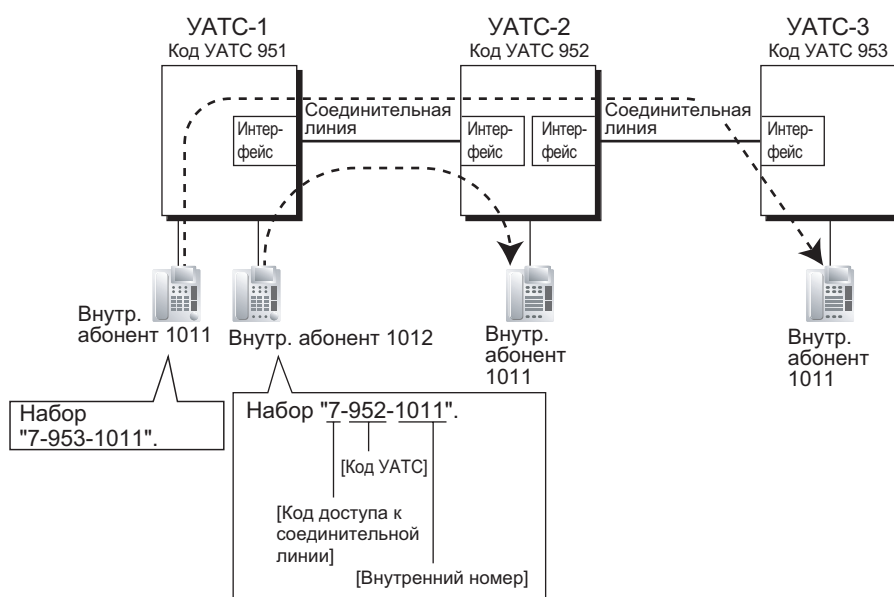 УАТС-1
Код УАТС 951
УАТС-2
Код УАТС 952
УАТС-3
Код УАТС 953
Соединительная
линия
Соединительная
линия
Интер-
фейс
Интер-
фейс
Интер-
фейс
Интер-
фейс
Внутр.
абонент 1011
Внутр. абонент 1012
Внутр.
абонент
1011
Внутр.
абонент
1011
Набор
"7-953-1011".
Набор "7-952-1011".
[Код УАТС]
[Код доступа к
соединительной
линии]
[Внутренний номер]